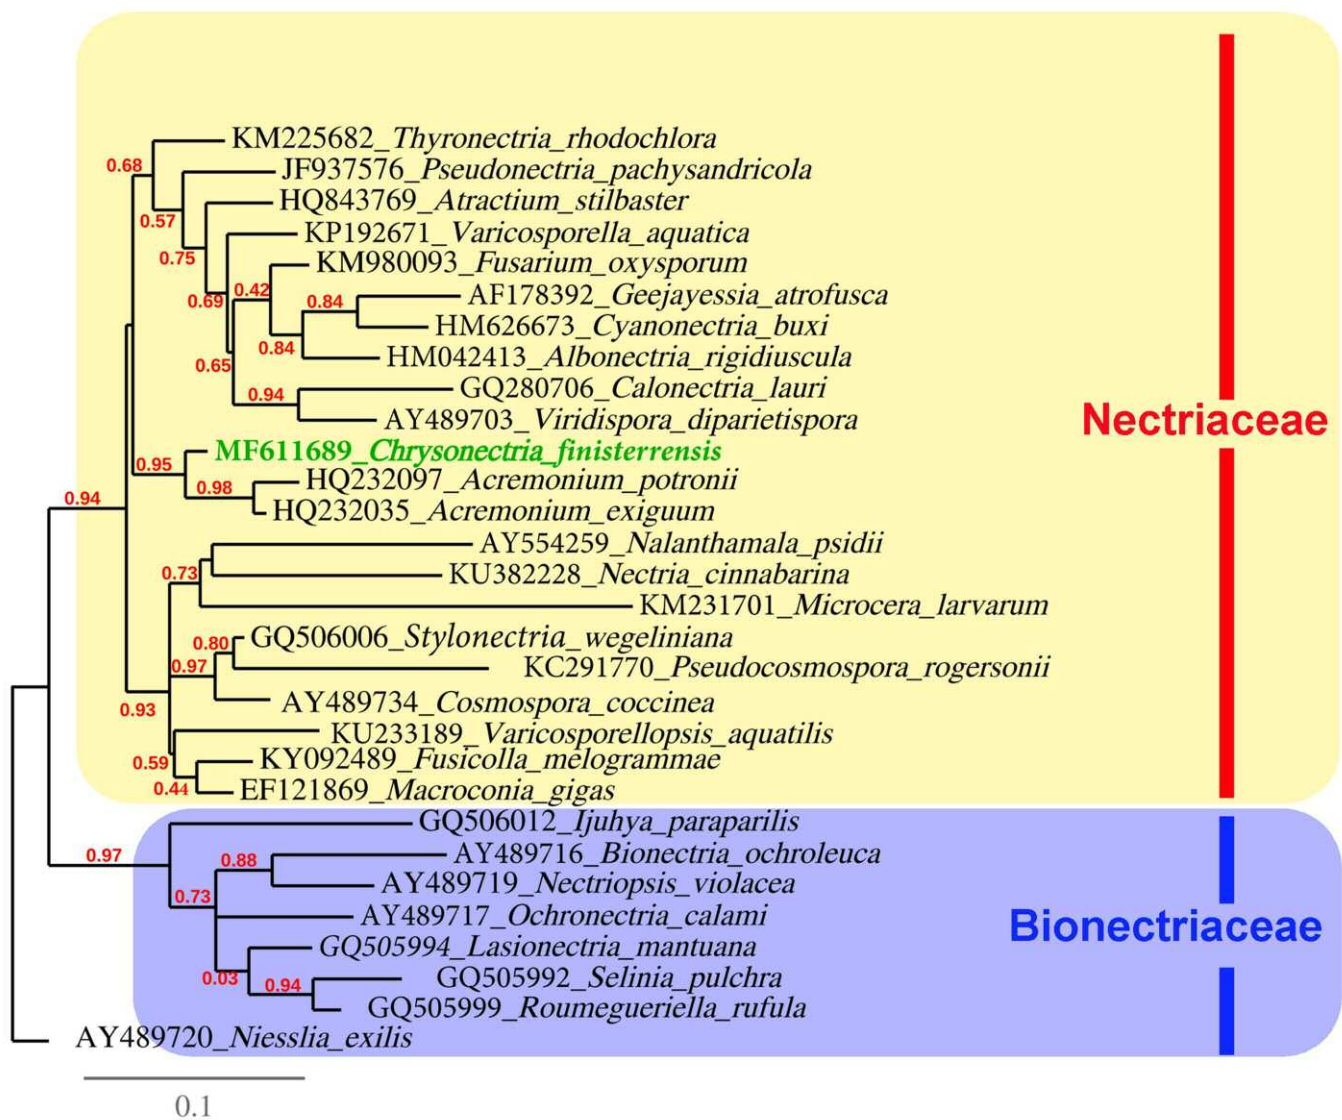 KM225682_Thyronectria_rhodochlora
0.68
JF937576_Pseudonectria_pachysandricola
HQ843769_Atractium_stilbaster
0.57
KP192671_Varicosporella_aquatica
0.75
KM980093_Fusarium_oxysporum
0.42
AF178392_Geejayessia_atrofusca
0.69
0.84
HM626673_Cyanonectria_buxi
0.84
HM042413_Albonectria_rigidiuscula
0.65
GQ280706_Calonectria_lauri
0.94
AY489703_Viridispora_diparietispora
Nectriaceae
MF611689_Chrysonectria_finisterrensis
0.95
HQ232097_Acremonium_potronii
0.98
0.94
HQ232035_Acremonium_exiguum
AY554259_Nalanthamala_psidii
0.73
KU382228_Nectria_cinnabarina
KM231701_Microcera_larvarum
GQ506006_Stylonectria_wegeliniana
0.80
0.97
KC291770_Pseudocosmospora_rogersonii
AY489734_Cosmospora_coccinea
0.93
KU233189_Varicosporellopsis_aquatilis
0.59
KY092489_Fusicolla_melogrammae
0.44
EF121869_Macroconia_gigas
GQ506012_Ijuhya_paraparilis
0.97
0.88
AY489716_Bionectria_ochroleuca
AY489719_Nectriopsis_violacea
0.73
AY489717_Ochronectria_calami
Bionectriaceae
GQ505994_Lasionectria_mantuana
0.03
GQ505992_Selinia_pulchra
0.94
GQ505999_Roumegueriella_rufula
AY489720_Niesslia_exilis
0.1